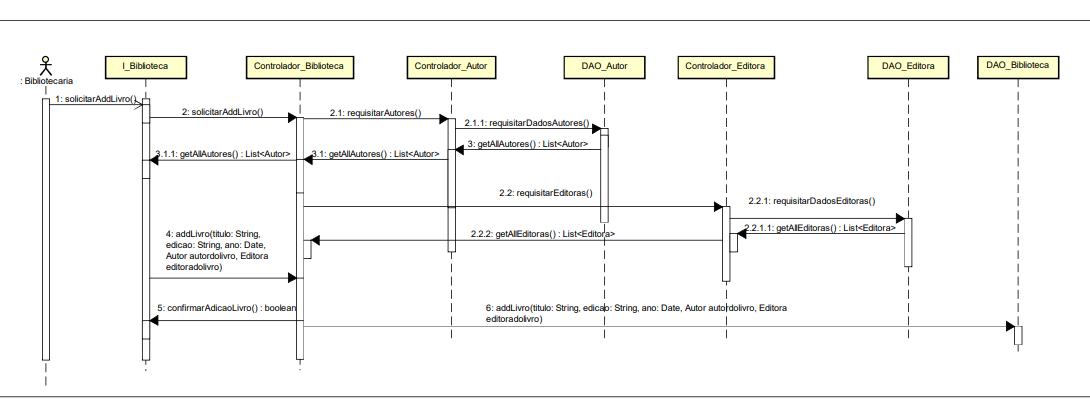 : Bibliotecaria
I_Biblioteca
Controlador_Biblioteca
Controlador_Autor
DAO_Autor
Controlador_Editora
DAO_Editora
DAO_Biblioteca
1: solicitarAddLivro()
2: solicitarAddLivro()
2.1: requisitarAutores()
2.1.1: requisitarDadosAutores()
3.1.1: getAllAutores() : List<Autor>
3.1: getAllAutores() : List<Autor>
3: getAllAutores() : List<Autor>
2.2: requisitarEditoras()
2.2.1: requisitarDadosEditoras()
2.2.2: getAllEditoras() : List<Editora>
2.2.1.1: getAllEditoras() : List<Editora>
4: addLivro(titulo: String,
edicao: String, ano: Date,
Autor autordolivro, Editora
editoradolivro)
5: confirmarAdicaoLivro() : boolean
6: addLivro(titulo: String, edicao: String, ano: Date, Autor autordolivro, Editora
editoradolivro)